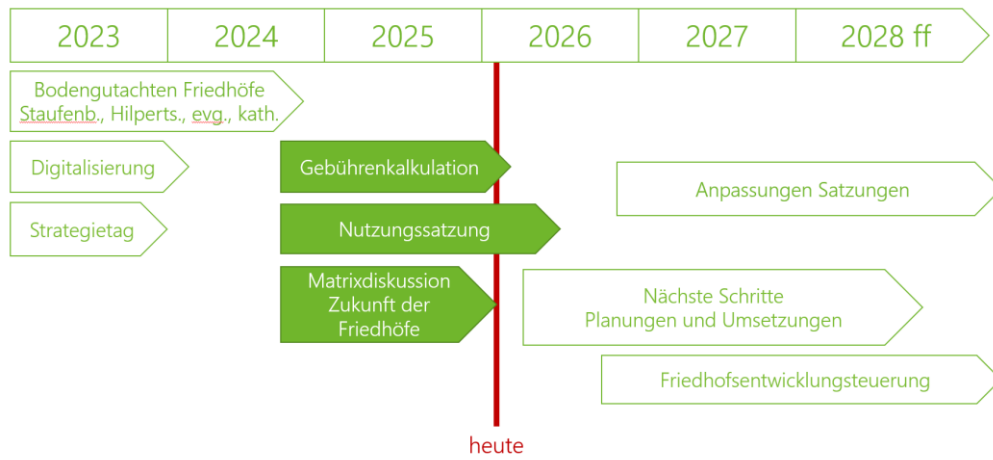 2023 2024 2025 2026 2027 2028 ff
Bodengutachten Friedhöfe
Staufenb., Hilperts., evg., kath.
Digitalisierung
Gebührenkalkulation
Anpassungen Satzungen
Strategietag
Nutzungssatzung
Matrixdiskussion
Zukunft der
Friedhöfe
Nächste Schritte
Planungen und Umsetzungen
Friedhofsentwicklungsteuerung
heute